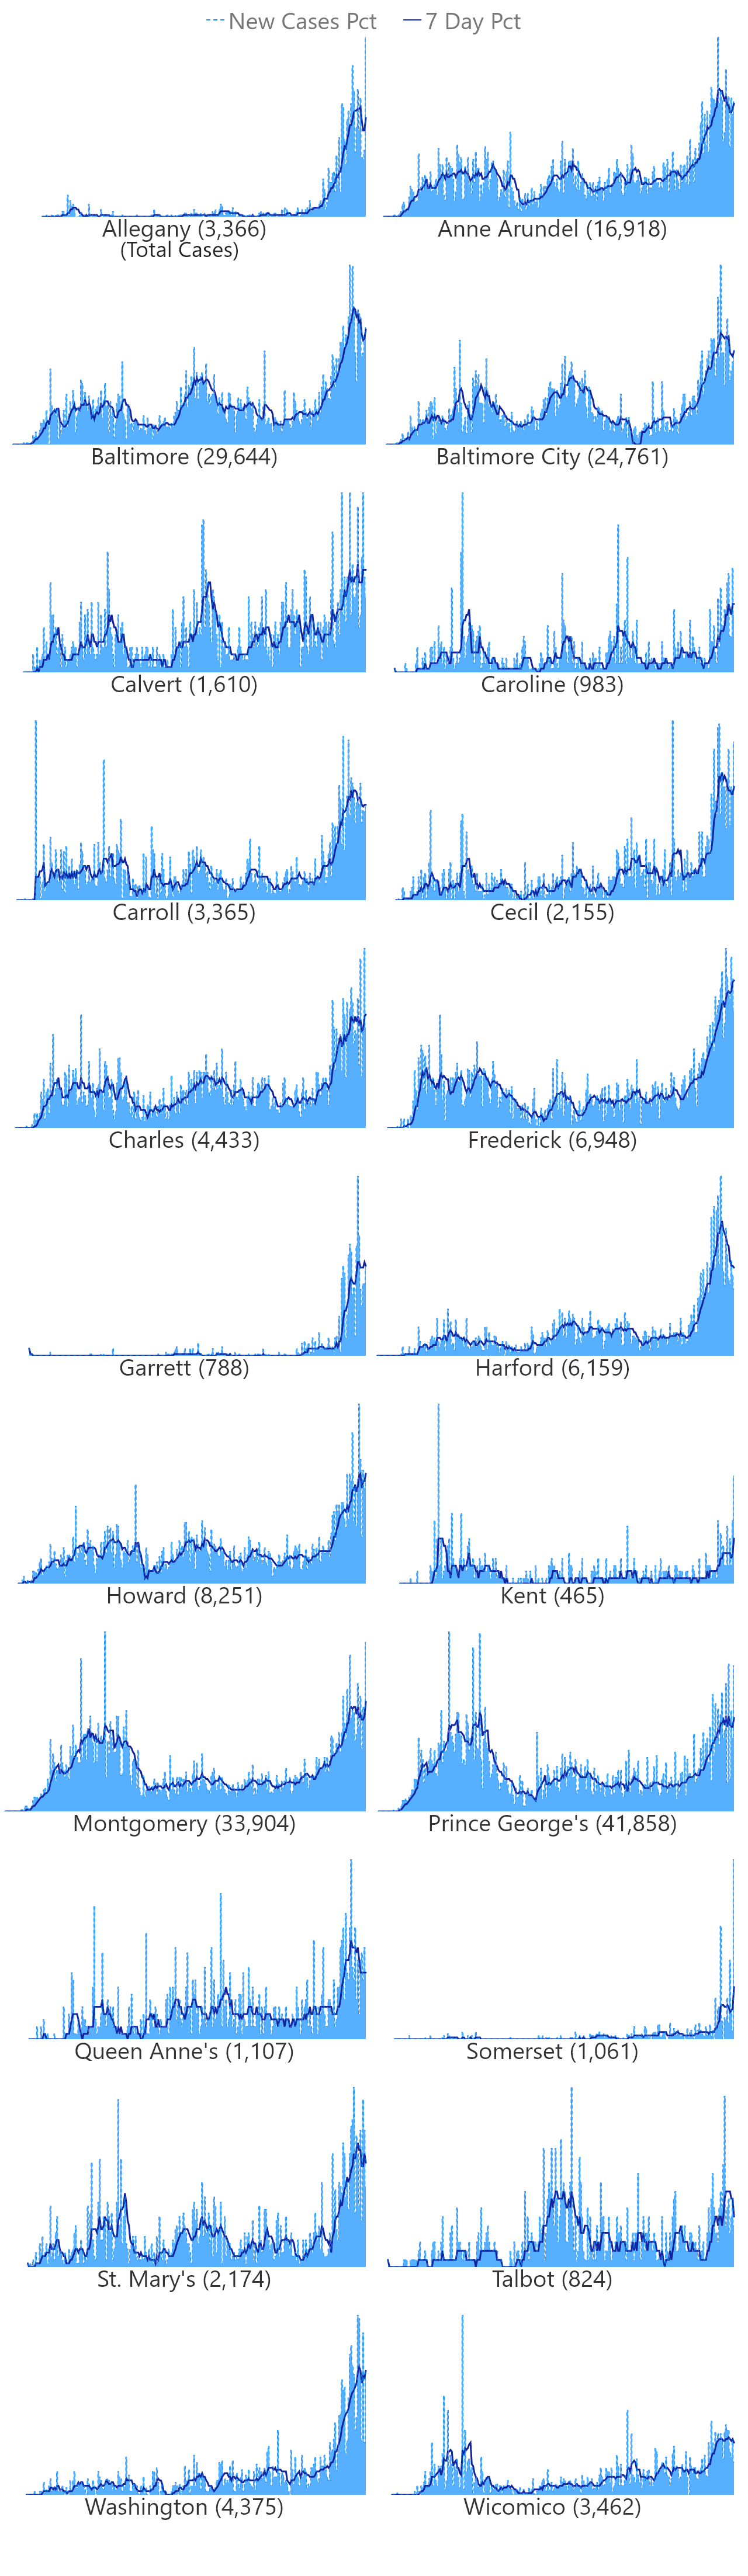 New Cases Pct 7 Day Pct
Allegany (3,366) Anne Arundel (16,918)
(Total Cases)
Baltimore (29,644) Baltimore City (24,761)
Calvert (1,610) Caroline (983)
Carroll (3,365) Cecil (2,155)
Charles (4,433) Frederick (6,948)
Garrett (788) Harford (6,159)
Howard (8,251) Kent (465)
Montgomery (33,904) Prince George's (41,858)
Queen Anne's (1,107) Somerset (1,061)
St. Mary's (2,174) Talbot (824)
Washington (4,375) Wicomico (3,462)